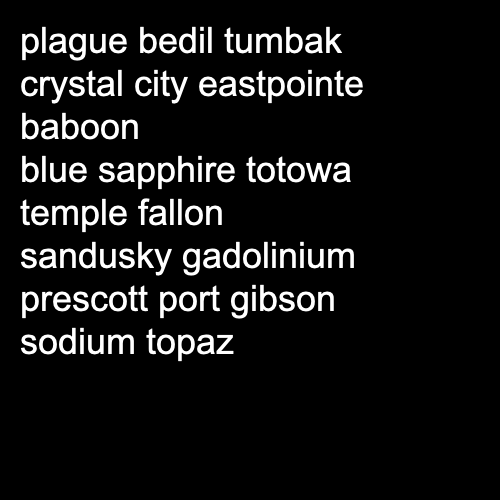 plague bedil tumbak
crystal city eastpointe
baboon
blue sapphire totowa
temple fallon
sandusky gadolinium
prescott port gibson
sodium topaz